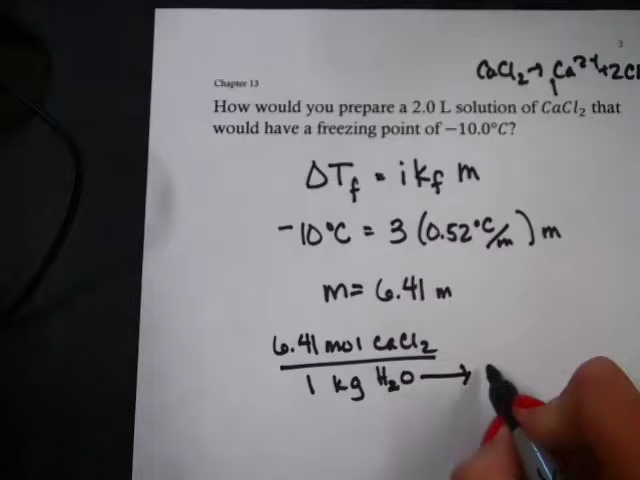 3
CaCl₂ → Ca²⁺ + 2Cl
Chapter 13
How would you prepare a 2.0 L solution of CaCl₂ that
would have a freezing point of −10.0°C?
ΔT_f = i k_f m
-10°C = 3 (0.52°C/m) m
m = 6.41 m
6.41 mol CaCl₂
1 kg H₂O →